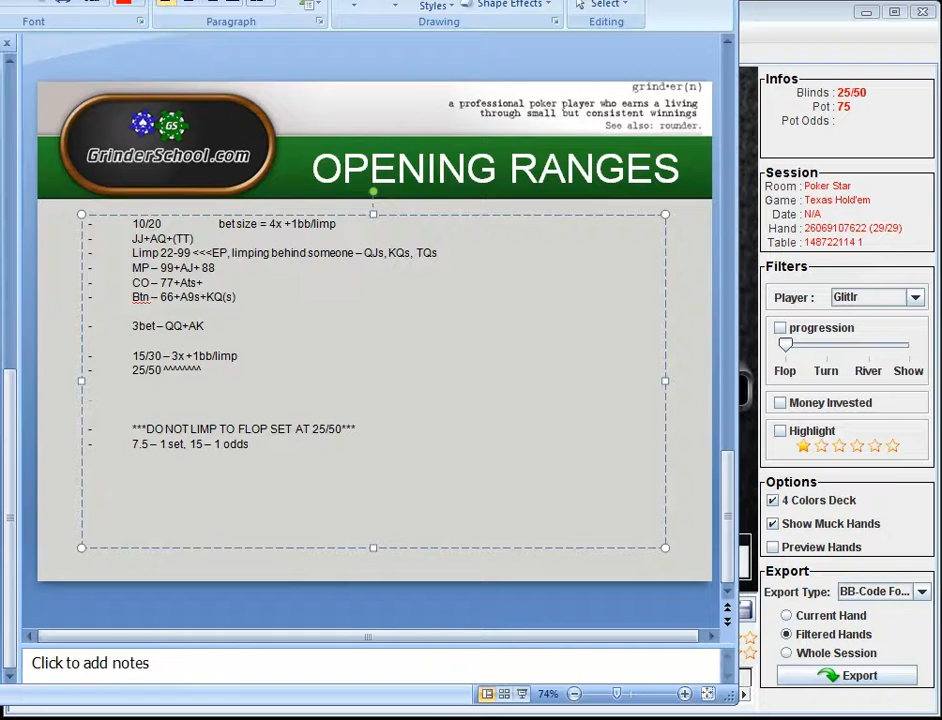 Font
Paragraph
Styles
Shape Effects
Drawing
Select
Editing
grind•er(n)
a professional poker player who earns a living
through small but consistent winnings
See also: rounder.
GS
GrinderSchool.com
OPENING RANGES
- 10/20 bet size = 4x +1bb/limp
- JJ+AQ+(TT)
- Limp 22-99 <<<EP, limping behind someone – QJs, KQs, TQs
- MP – 99+AJ+ 88
- CO – 77+Ats+
- Btn – 66+A9s+KQ(s)
- 3bet – QQ+AK
- 15/30 – 3x +1bb/limp
- 25/50 ^^^^^^^^
- ***DO NOT LIMP TO FLOP SET AT 25/50***
- 7.5 – 1 set, 15 – 1 odds
Click to add notes
74%
Infos
Blinds : 25/50
Pot : 75
Pot Odds :
Session
Room : Poker Star
Game : Texas Hold'em
Date : N/A
Hand : 26069107622 (29/29)
Table : 148722114 1
Filters
Player : Glitlr
progression
Flop Turn River Show
Money Invested
Highlight
Options
4 Colors Deck
Show Muck Hands
Preview Hands
Export
Export Type: BB-Code Fo...
Current Hand
Filtered Hands
Whole Session
Export